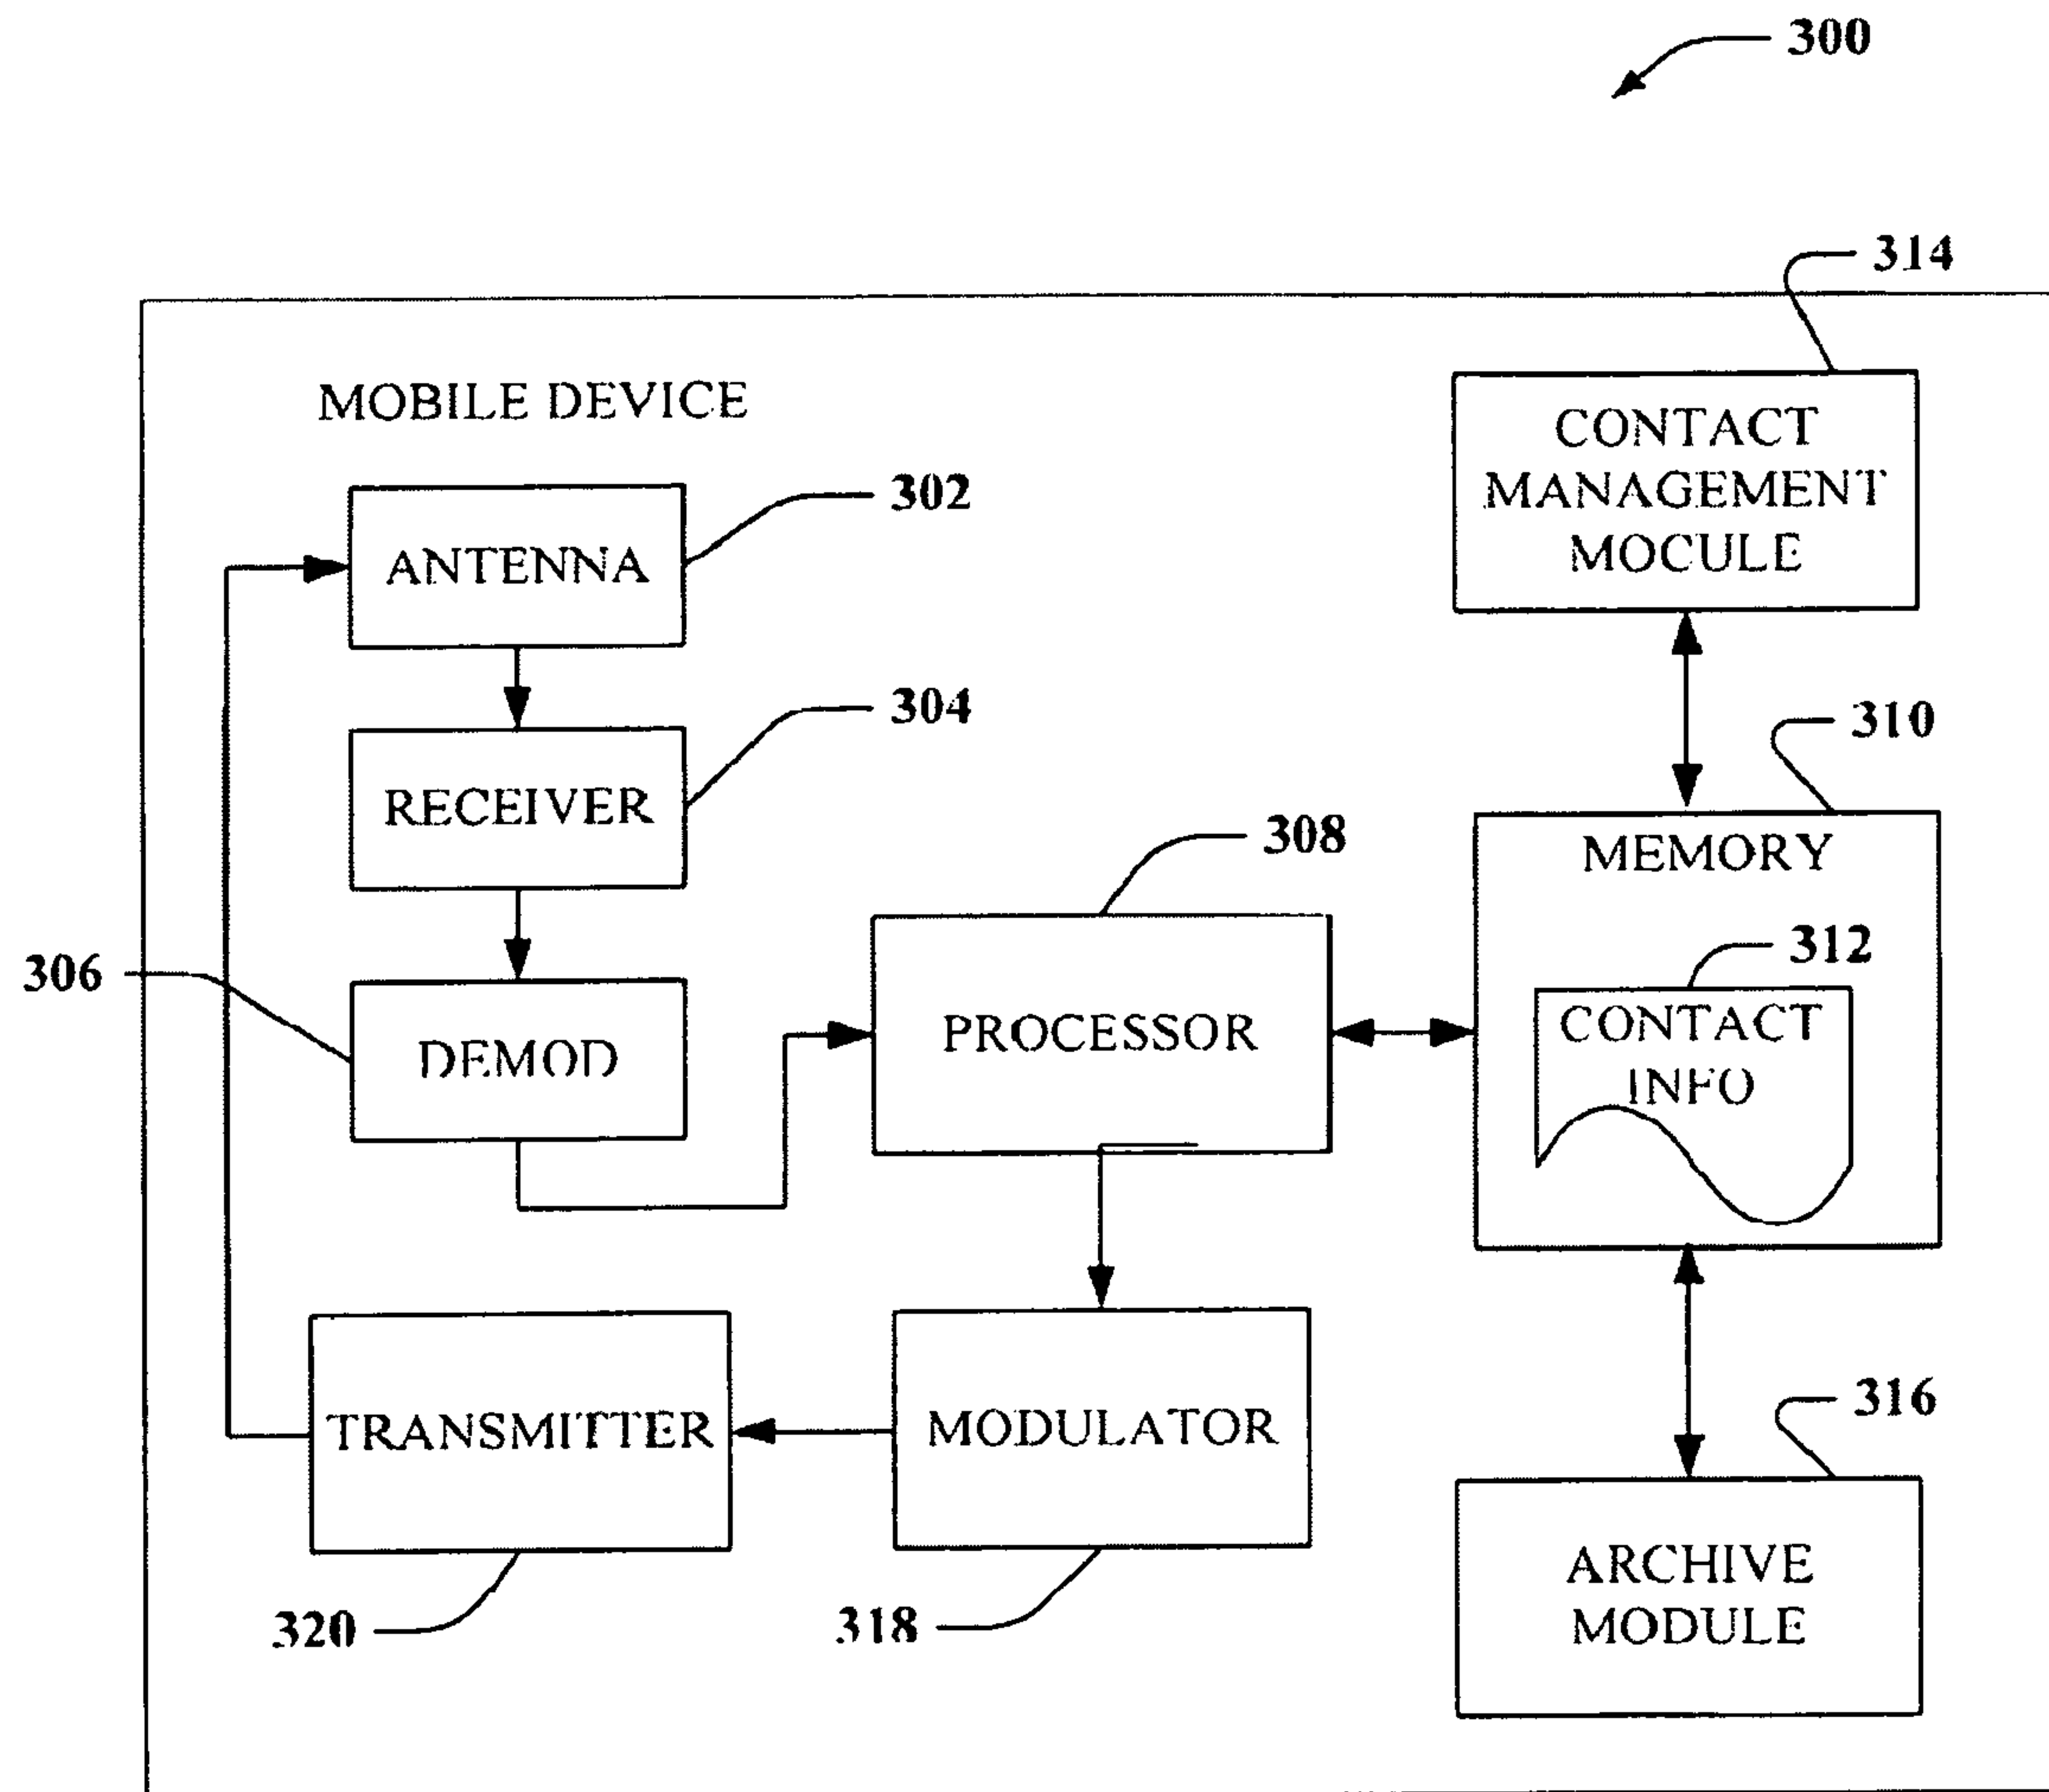 300
314
MOBILE DEVICE
CONTACT
MANAGEMENT
MOCULE
302
ANTENNA
304
310
RECEIVER
308
MEMORY
306
312
DEMOD
PROCESSOR
CONTACT
INFO
316
TRANSMITTER
MODULATOR
320
318
ARCHIVE
MODULE